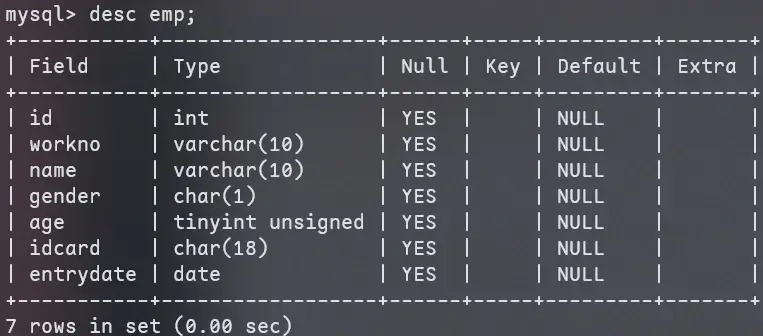 mysql> desc emp;
+-----------+------------------+------+-----+---------+-------+
| Field     | Type             | Null | Key | Default | Extra |
+-----------+------------------+------+-----+---------+-------+
| id        | int              | YES  |     | NULL    |       |
| workno    | varchar(10)      | YES  |     | NULL    |       |
| name      | varchar(10)      | YES  |     | NULL    |       |
| gender    | char(1)          | YES  |     | NULL    |       |
| age       | tinyint unsigned | YES  |     | NULL    |       |
| idcard    | char(18)         | YES  |     | NULL    |       |
| entrydate | date             | YES  |     | NULL    |       |
+-----------+------------------+------+-----+---------+-------+
7 rows in set (0.00 sec)